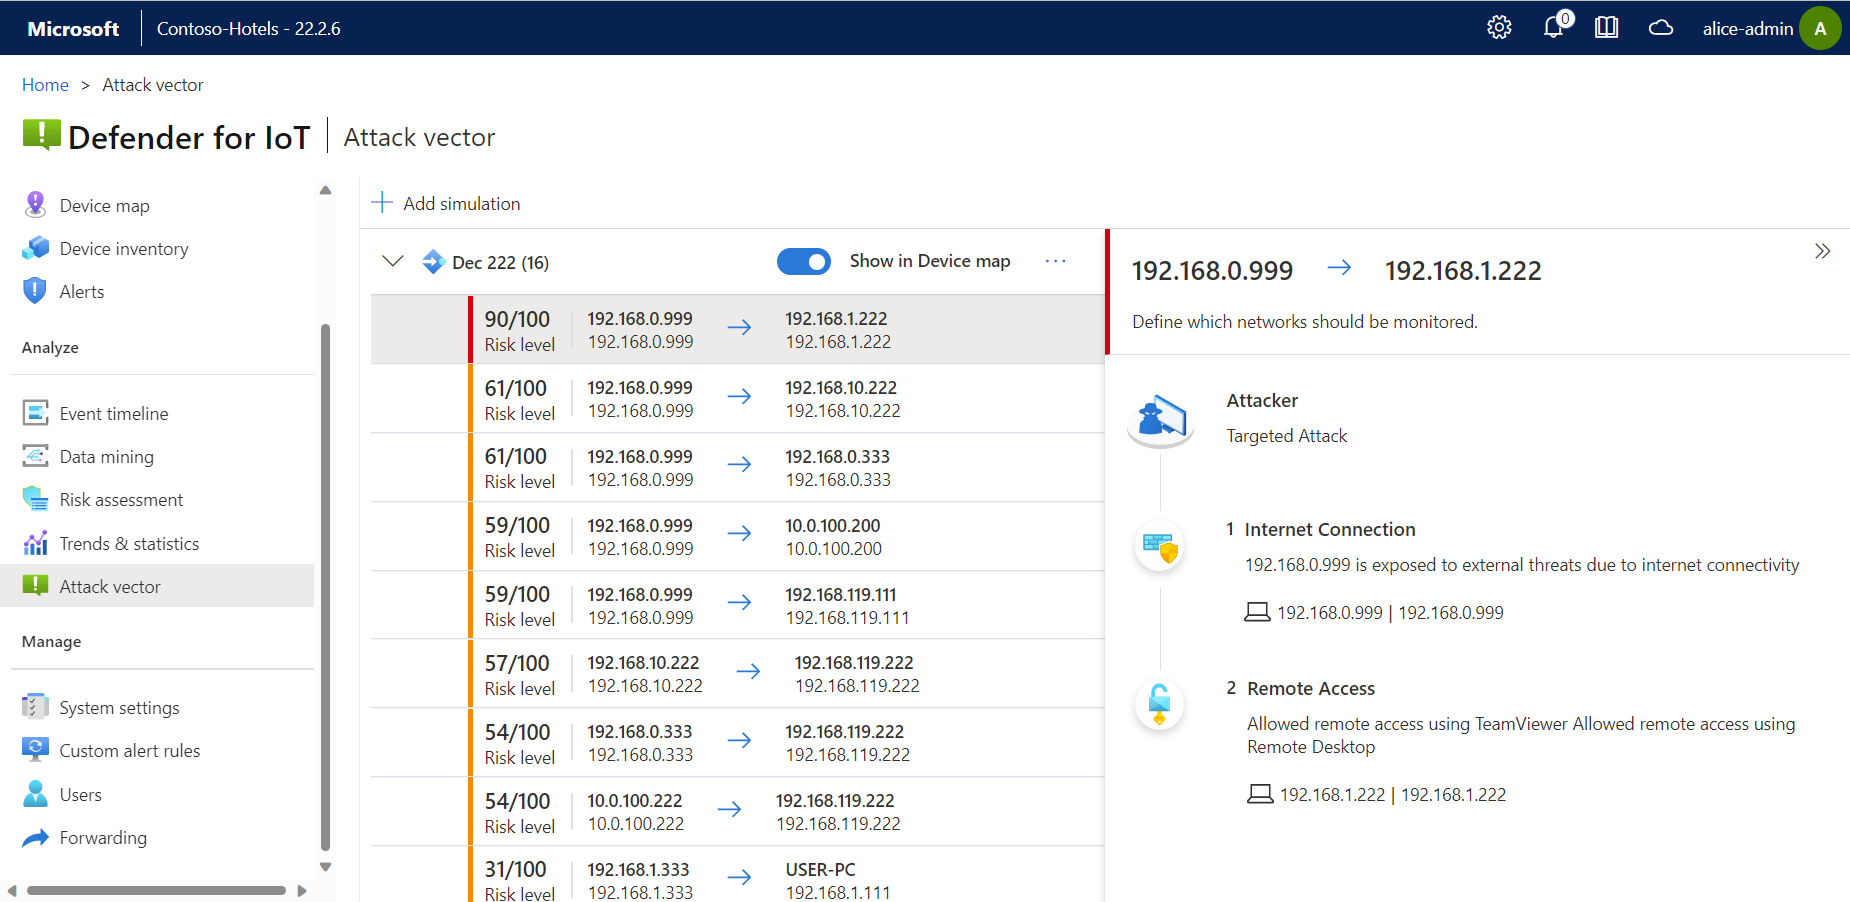 Microsoft
Contoso-Hotels - 22.2.6
0
alice-admin
A
Home > Attack vector
Defender for IoT
Attack vector
Device map
Device inventory
Alerts
Analyze
Event timeline
Data mining
Risk assessment
Trends & statistics
Attack vector
Manage
System settings
Custom alert rules
Users
Forwarding
Add simulation
Dec 222 (16)
Show in Device map
90/100
Risk level
192.168.0.999
192.168.0.999
192.168.1.222
192.168.1.222
61/100
Risk level
192.168.0.999
192.168.0.999
192.168.10.222
192.168.10.222
61/100
Risk level
192.168.0.999
192.168.0.999
192.168.0.333
192.168.0.333
59/100
Risk level
192.168.0.999
192.168.0.999
10.0.100.200
10.0.100.200
59/100
Risk level
192.168.0.999
192.168.0.999
192.168.119.111
192.168.119.111
57/100
Risk level
192.168.10.222
192.168.10.222
192.168.119.222
192.168.119.222
54/100
Risk level
192.168.0.333
192.168.0.333
192.168.119.222
192.168.119.222
54/100
Risk level
10.0.100.222
10.0.100.222
192.168.119.222
192.168.119.222
31/100
Risk level
192.168.1.333
192.168.1.333
USER-PC
192.168.1.111
192.168.0.999 → 192.168.1.222
Define which networks should be monitored.
Attacker
Targeted Attack
1 Internet Connection
192.168.0.999 is exposed to external threats due to internet connectivity
192.168.0.999 | 192.168.0.999
2 Remote Access
Allowed remote access using TeamViewer Allowed remote access using
Remote Desktop
192.168.1.222 | 192.168.1.222